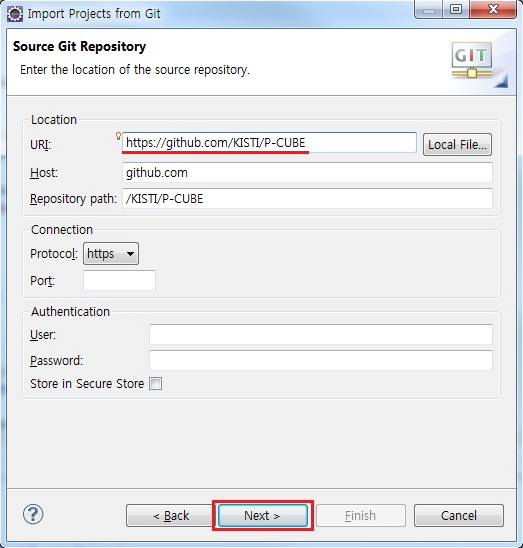 Import Projects from Git
Source Git Repository
Enter the location of the source repository.
GIT
Location
URI: https://github.com/KISTI/P-CUBE Local File...
Host: github.com
Repository path: /KISTI/P-CUBE
Connection
Protocol: https
Port:
Authentication
User:
Password:
Store in Secure Store
? < Back Next > Finish Cancel